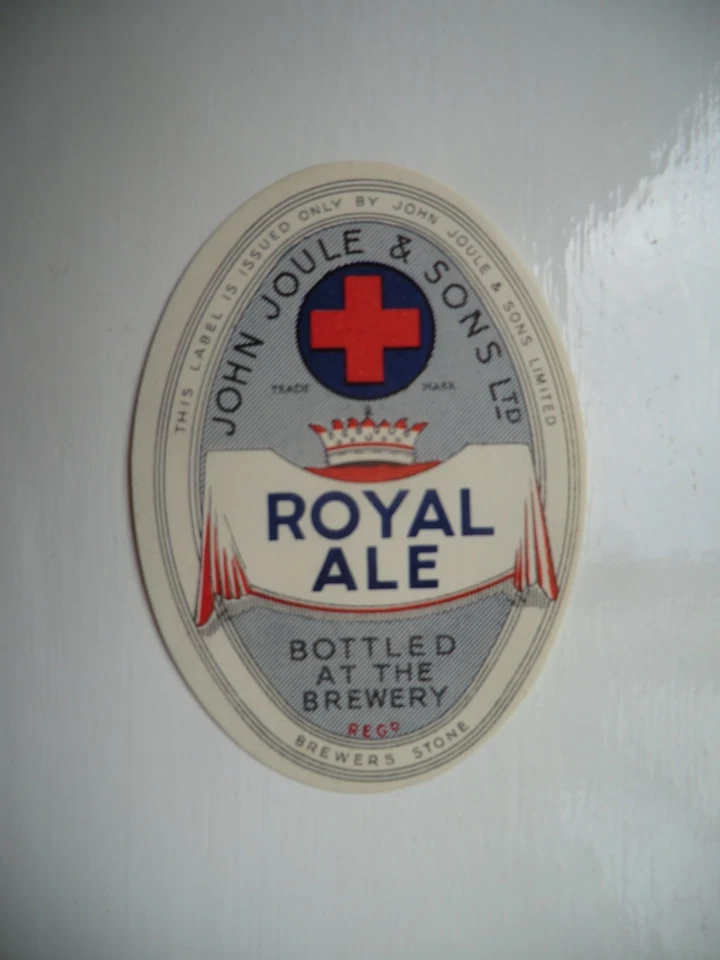 THIS LABEL IS ISSUED ONLY BY JOHN JOULE & SONS LIMITED
JOHN JOULE & SONS LTD
TRADE MARK
ROYAL
ALE
BOTTLED
AT THE
BREWERY
REGD
BREWERS STONE